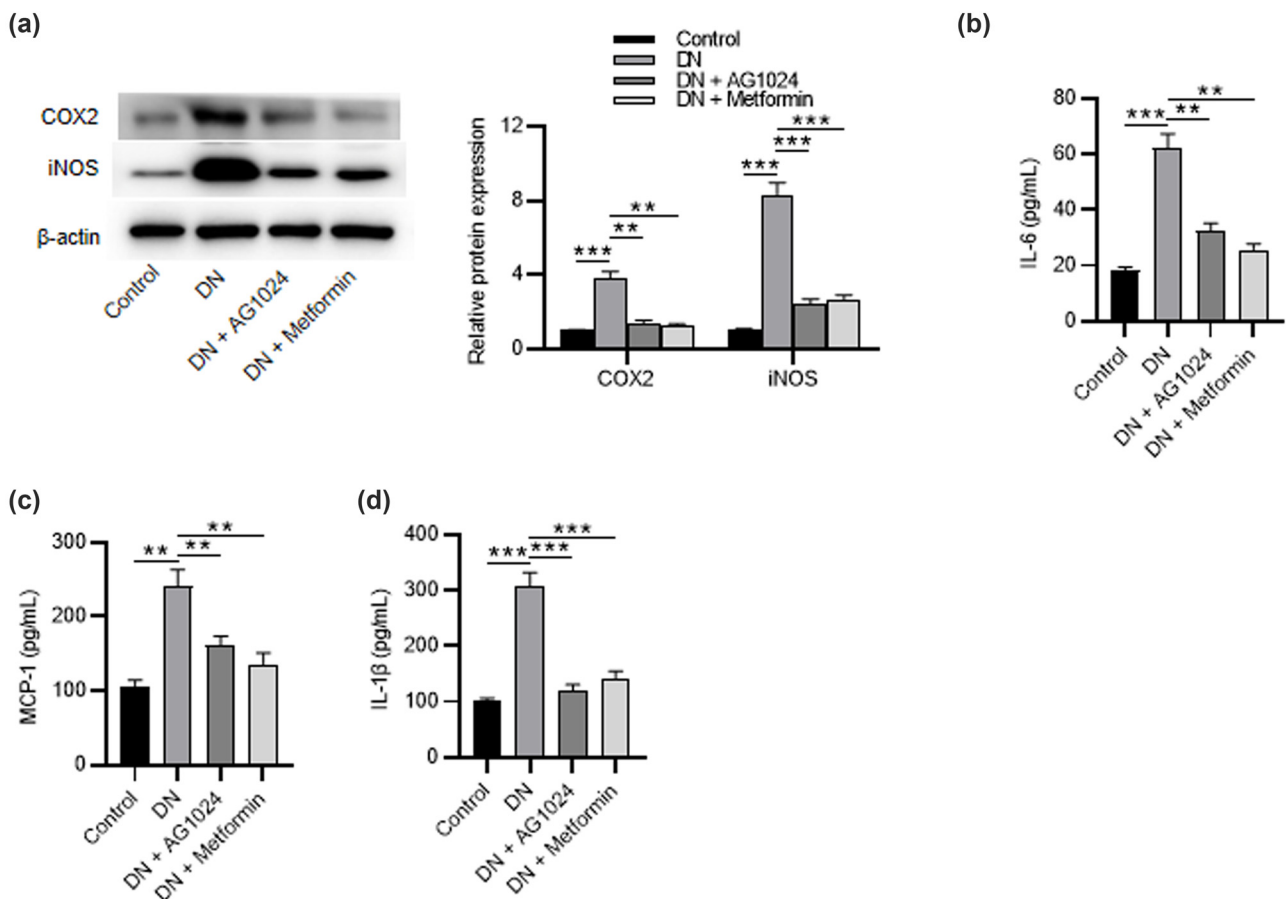 (a)
COX2
iNOS
β-actin
Control
DN
DN + AG1024
DN + Metformin
Control
DN
DN + AG1024
DN + Metformin
Relative protein expression
12
8
4
0
***
**
**
***
***
***
COX2
iNOS
(b)
IL-6 (pg/mL)
80
60
40
20
0
***
**
**
Control
DN
DN + AG1024
DN + Metformin
(c)
MCP-1 (pg/mL)
300
200
100
0
**
**
**
Control
DN
DN + AG1024
DN + Metformin
(d)
IL-1β (pg/mL)
400
300
200
100
0
***
***
***
Control
DN
DN + AG1024
DN + Metformin